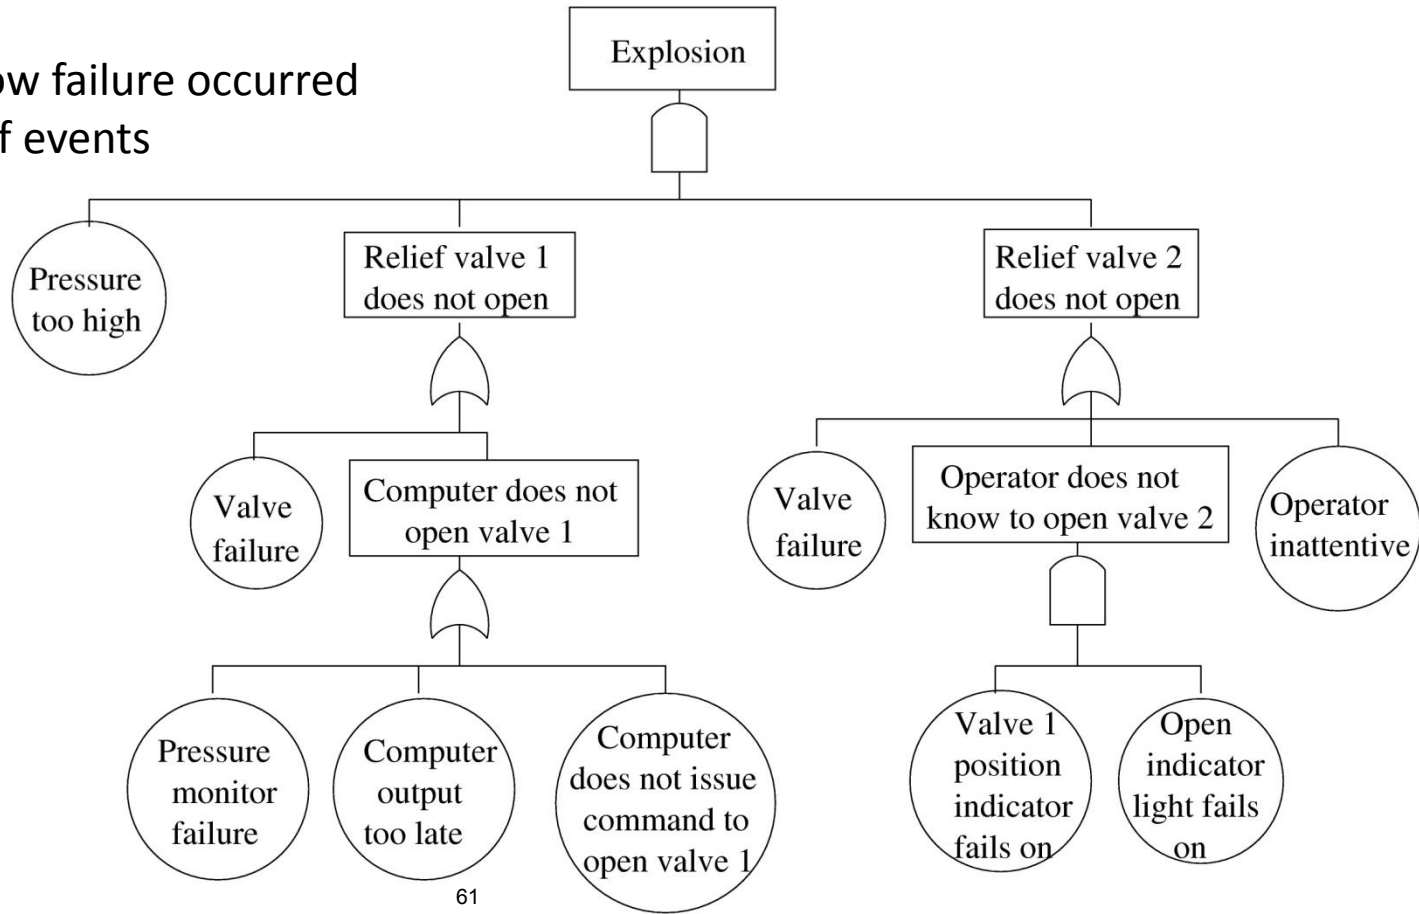 Explosion
ow failure occurred
f events
Pressure
too high
Relief valve 1
does not open
Relief valve 2
does not open
Valve
failure
Computer does not
open valve 1
Valve
failure
Operator does not
know to open valve 2
Operator
inattentive
Pressure
monitor
failure
Computer
output
too late
Computer
does not issue
command to
open valve 1
Valve 1
position
indicator
fails on
Open
indicator
light fails
on
61